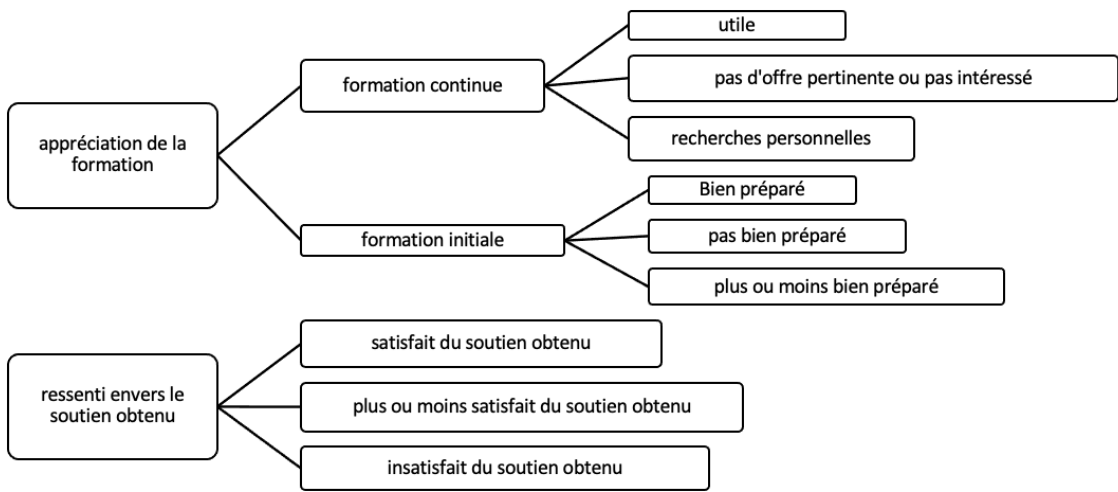 appréciation de la
formation
formation continue
utile
pas d'offre pertinente ou pas intéressé
recherches personnelles
formation initiale
Bien préparé
pas bien préparé
plus ou moins bien préparé
ressenti envers le
soutien obtenu
satisfait du soutien obtenu
plus ou moins satisfait du soutien obtenu
insatisfait du soutien obtenu